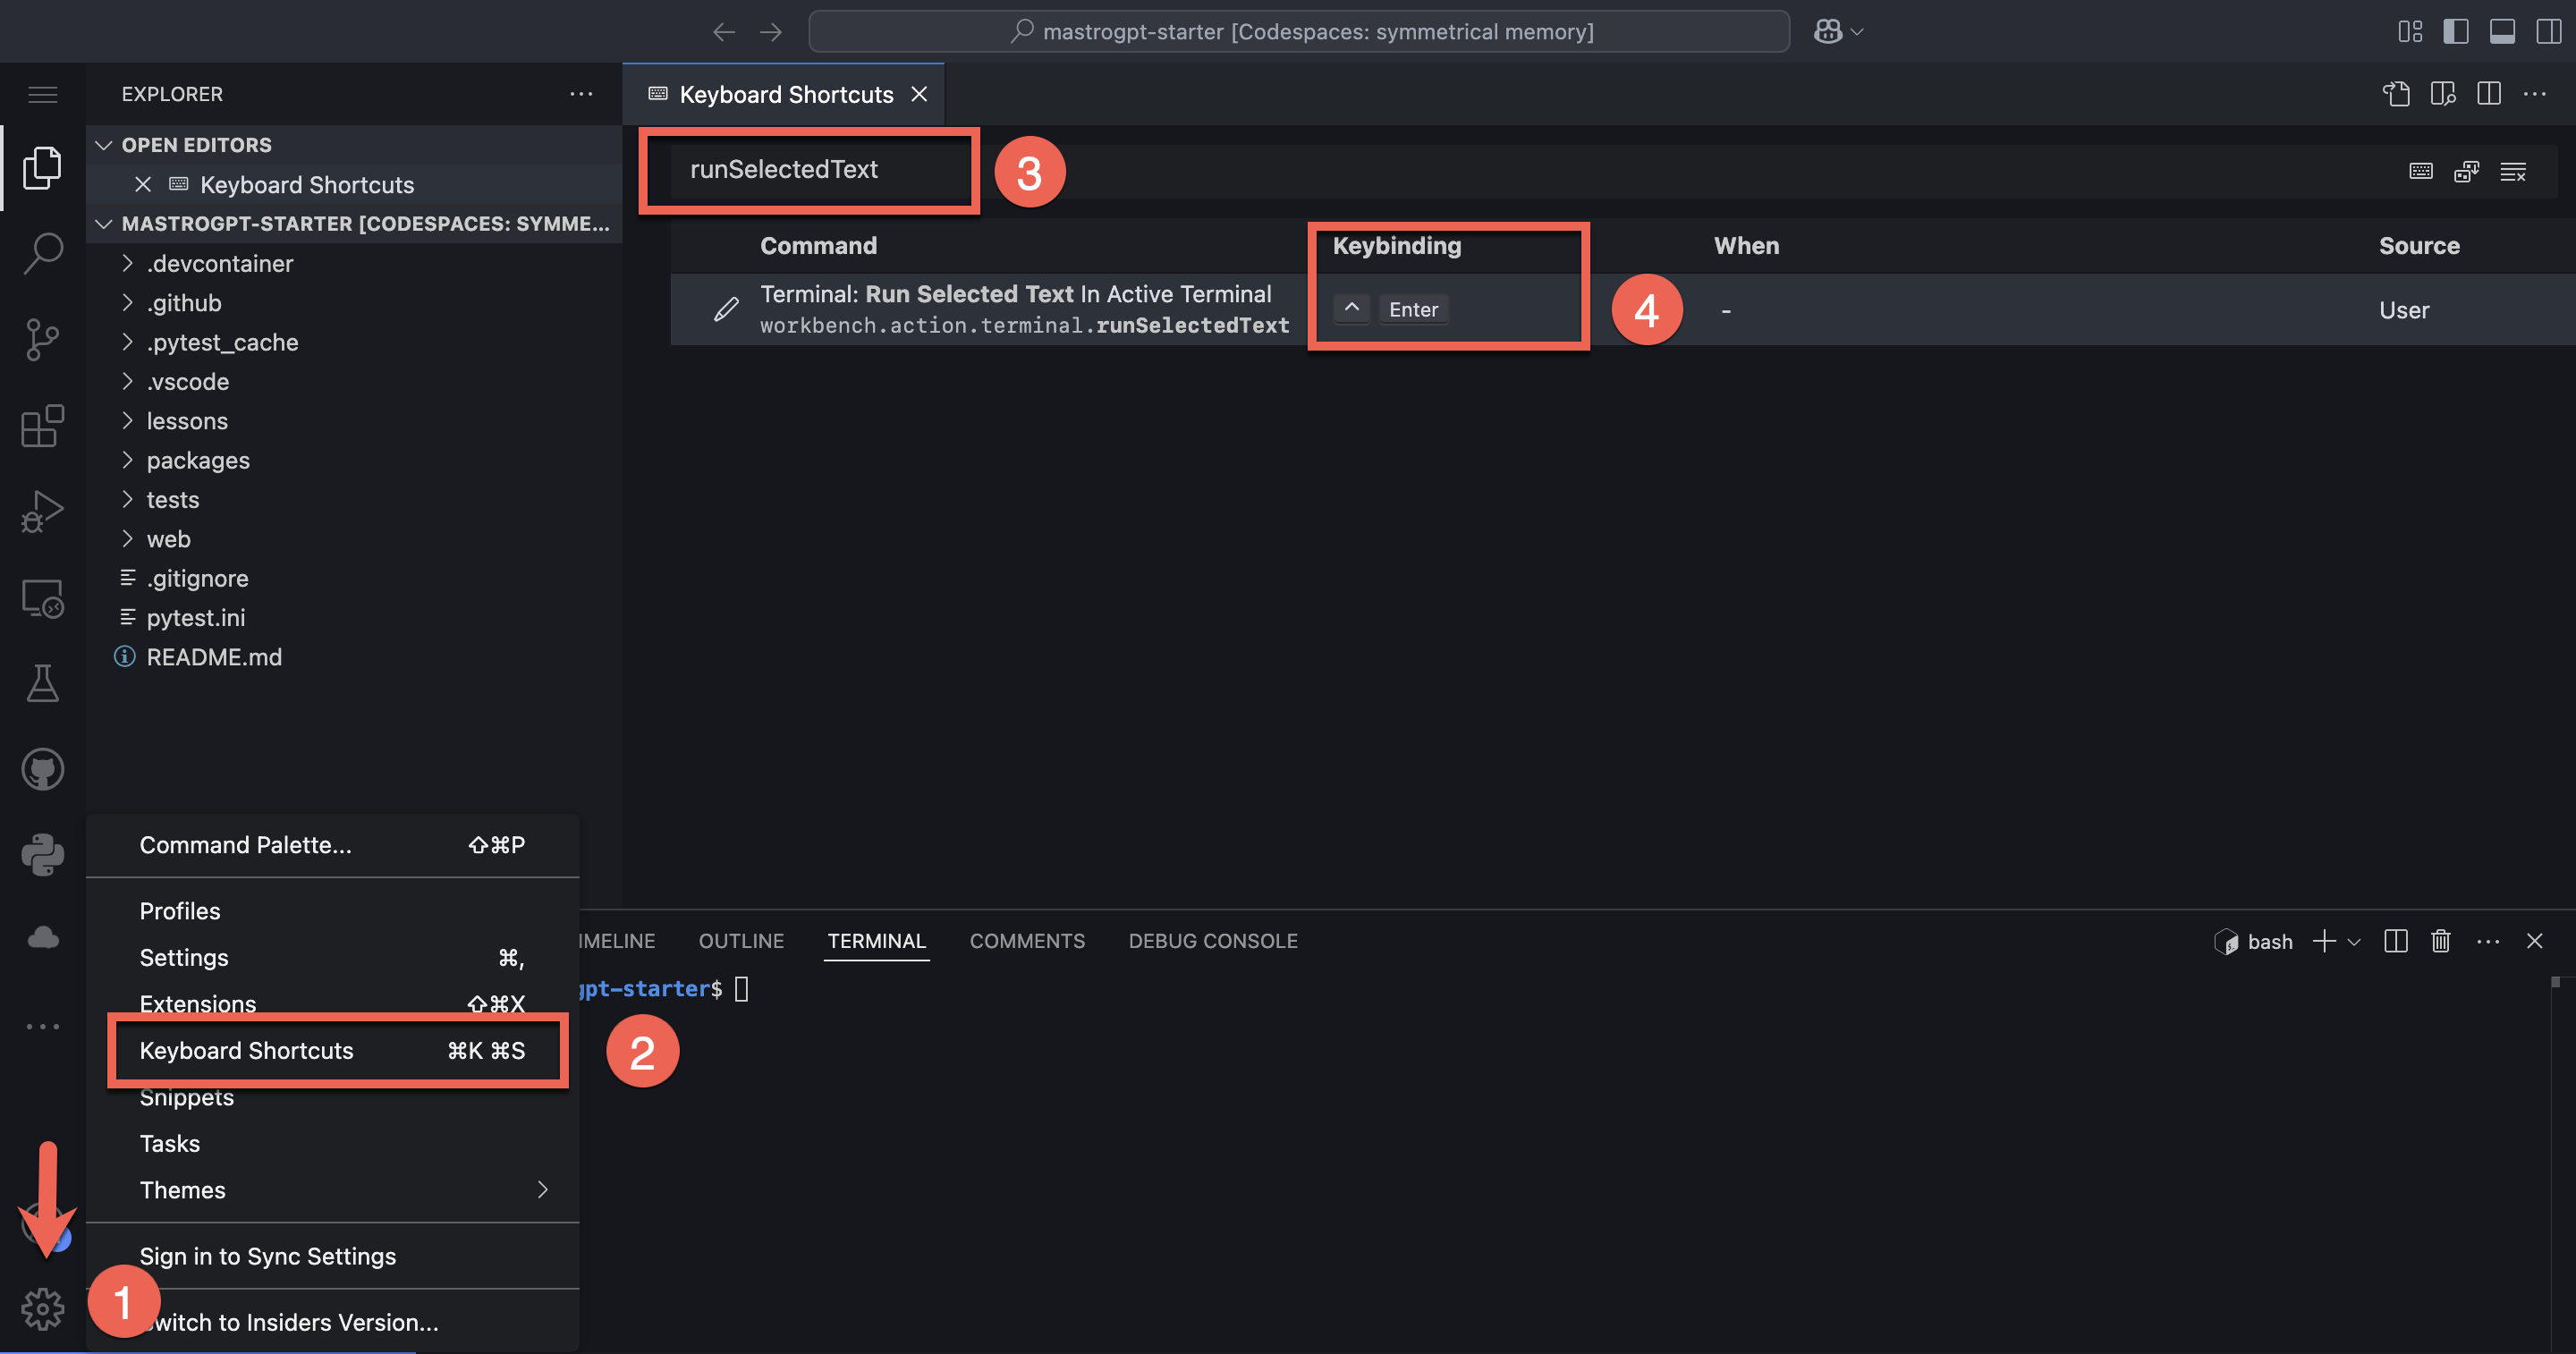 mastrogpt-starter [Codespaces: symmetrical memory]
EXPLORER
OPEN EDITORS
Keyboard Shortcuts
MASTROGPT-STARTER [CODESPACES: SYMME...
.devcontainer
.github
.pytest_cache
.vscode
lessons
packages
tests
web
.gitignore
pytest.ini
README.md
Keyboard Shortcuts
runSelectedText
3
Command Keybinding When Source
Terminal: Run Selected Text In Active Terminal
workbench.action.terminal.runSelectedText
^ Enter
4
-
User
Command Palette... ⇧⌘P
Profiles
Settings ⌘,
Extensions ⇧⌘X
Keyboard Shortcuts ⌘K ⌘S
2
Snippets
Tasks
Themes
Sign in to Sync Settings
1
witch to Insiders Version...
IMELINE OUTLINE TERMINAL COMMENTS DEBUG CONSOLE
bash
gpt-starter$